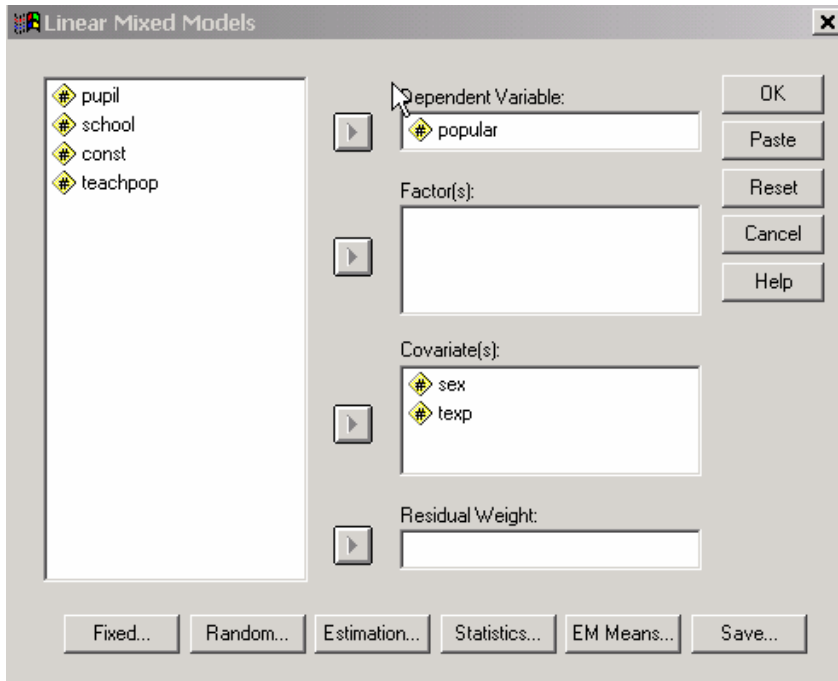 Linear Mixed Models
pupil
school
const
teachpop
Dependent Variable:
popular
Factor(s):
Covariate(s):
sex
texp
Residual Weight:
OK
Paste
Reset
Cancel
Help
Fixed...
Random...
Estimation...
Statistics...
EM Means...
Save...